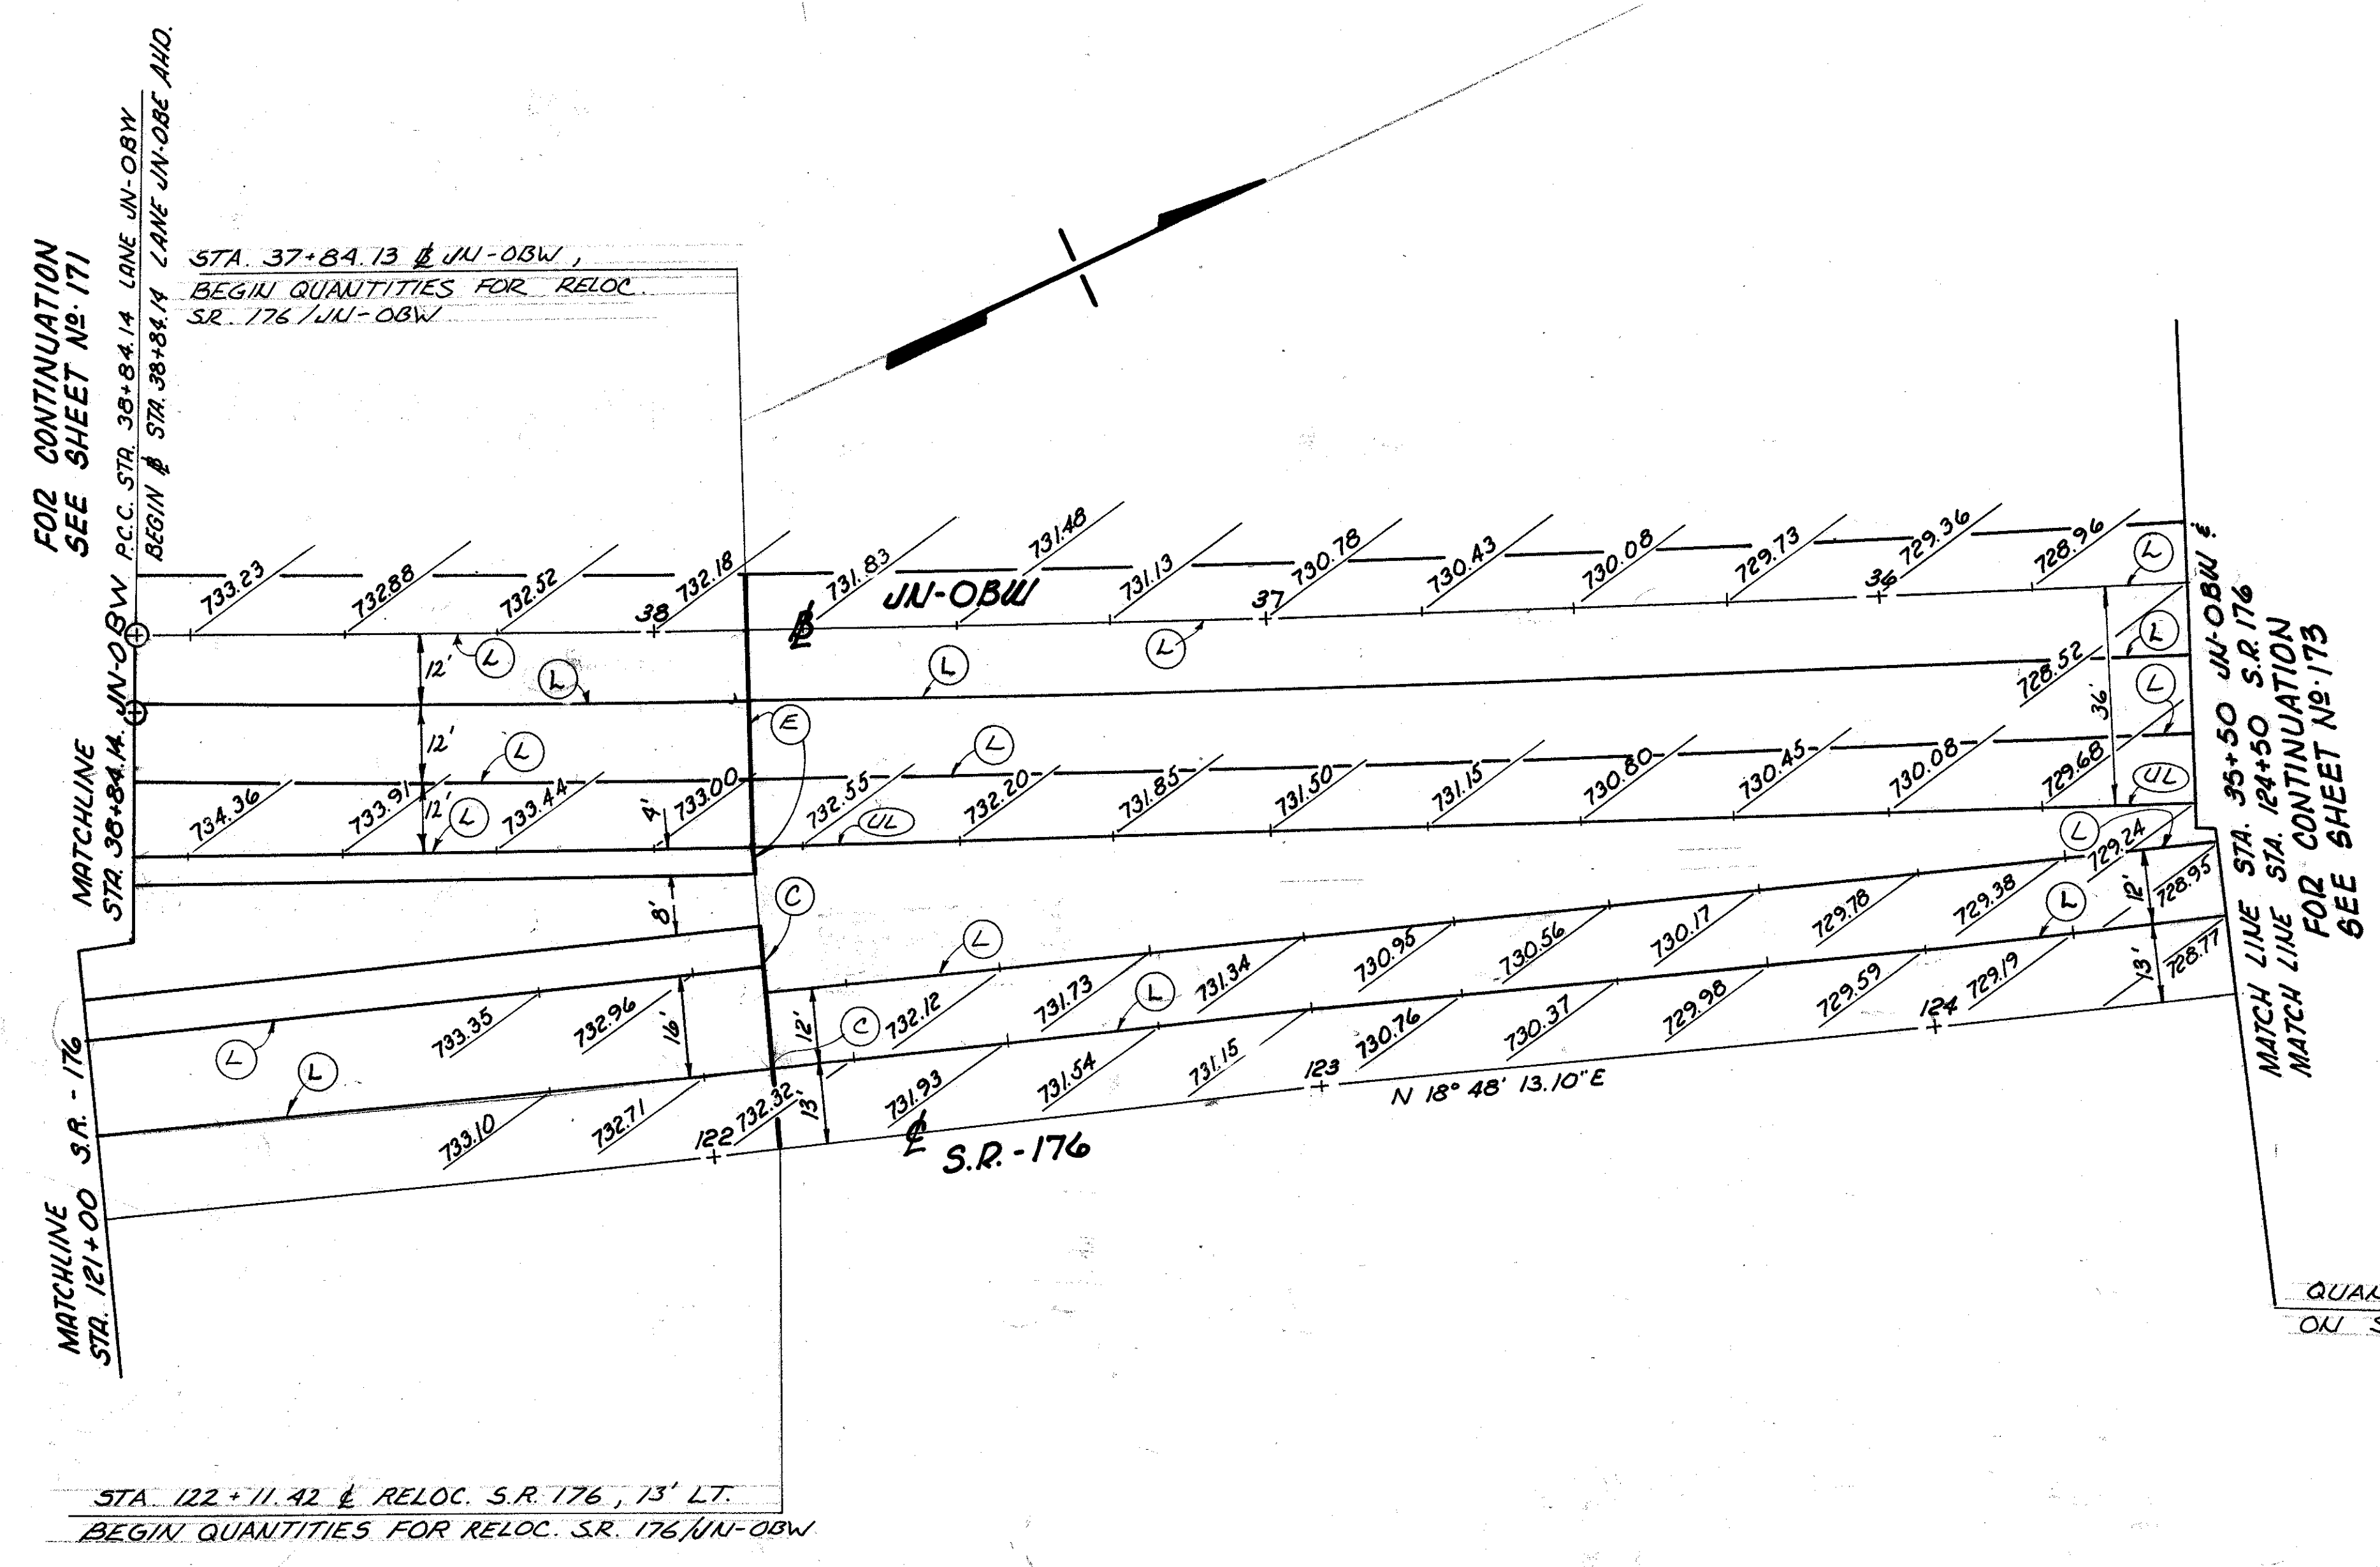 FOR CONTINUATION
SEE SHEET Nº 171
P.C.C. STA. 38+84.14 LANE JN-OBW
BEGIN ⅊ STA. 38+84.14 LANE JN-OBE AHD.
STA. 37+84.13 ⅊ JN-OBW,
BEGIN QUANTITIES FOR RELOC.
S.R. 176/JN-OBW
MATCHLINE
STA. 38+84.14. JN-OBW
733.23
732.88
732.52
38
732.18
731.83
731.48
731.13
37
730.78
730.43
730.08
729.73
36
729.36
728.96
L
JN-OBW
L
L
12'
L
L
L
728.52
L
36'
E
12'
L
L
734.36
733.91
12'
L
733.44
4'
733.00
732.55
UL
732.20
731.85
731.50
731.15
730.80
730.45
730.08
729.68
UL
L
729.24
8'
C
L
12'
728.95
733.35
732.96
16'
12'
C
732.12
731.73
L
731.34
730.95
730.56
730.17
729.78
729.38
L
13'
728.77
L
L
733.10
732.71
122
732.32
13'
731.93
731.54
731.15
123
730.76
730.37
729.98
729.59
124
729.19
N 18° 48' 13.10" E
℄
S.R.-176
MATCHLINE
STA. 121+00 S.R. - 176
MATCH LINE STA. 35+50 JN-OBW &
MATCH LINE STA. 124+50 S.R. 176
FOR CONTINUATION
SEE SHEET Nº 173
QUAN
ON S
STA. 122+11.42 ℄ RELOC. S.R. 176, 13' LT.
BEGIN QUANTITIES FOR RELOC. S.R. 176/JN-OBW